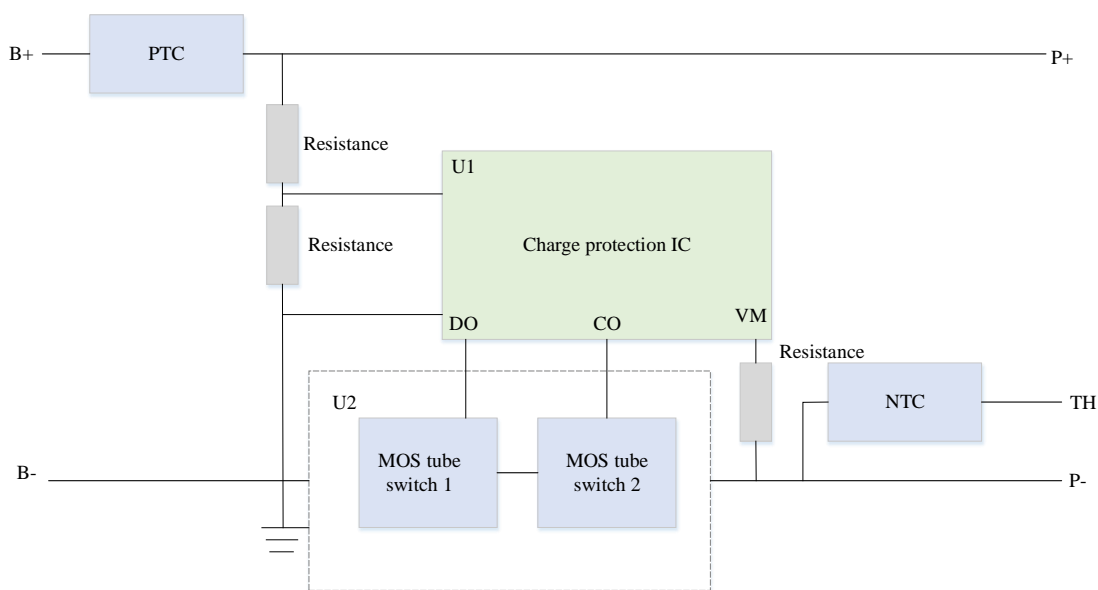 B+
PTC
P+
Resistance
U1
Resistance
Charge protection IC
DO
CO
VM
Resistance
U2
NTC
TH
MOS tube
switch 1
MOS tube
switch 2
B-
P-